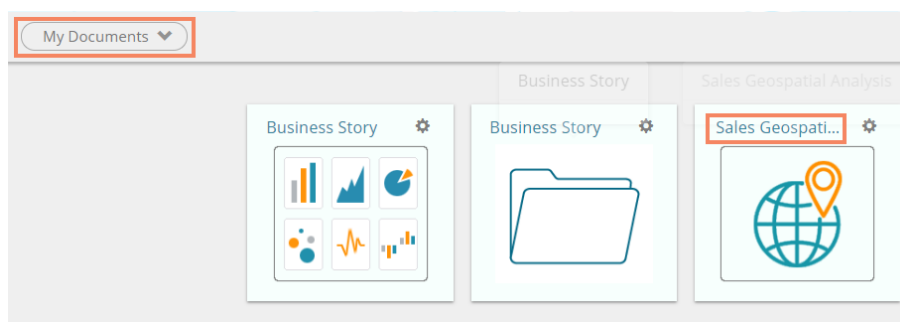 My Documents
Business Story Sales Geospatial Analysis
Business Story Business Story Sales Geospati...